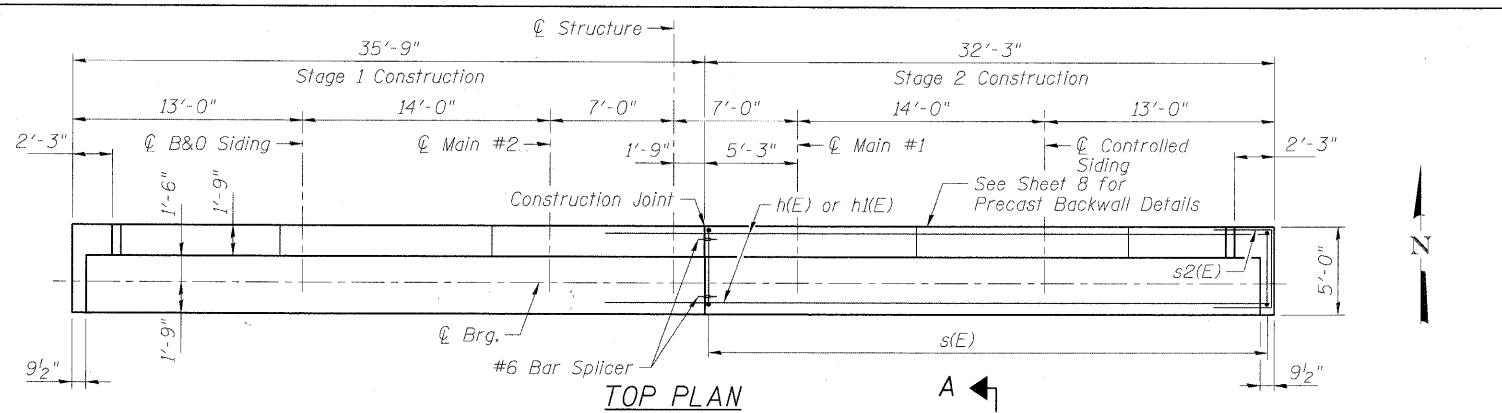 ℄ Structure
35'-9"
32'-3"
Stage 1 Construction
Stage 2 Construction
13'-0"
14'-0"
7'-0"
7'-0"
14'-0"
13'-0"
2'-3"
℄ B&O Siding
℄ Main #2
1'-9"
5'-3"
℄ Main #1
℄ Controlled
Siding
2'-3"
1'-6"
1'-9"
Construction Joint
h(E) or h1(E)
See Sheet 8 for
Precast Backwall Details
N
s2(E)
5'-0"
1'-9"
℄ Brg.
#6 Bar Splicer
s(E)
9½"
9½"
TOP PLAN
A